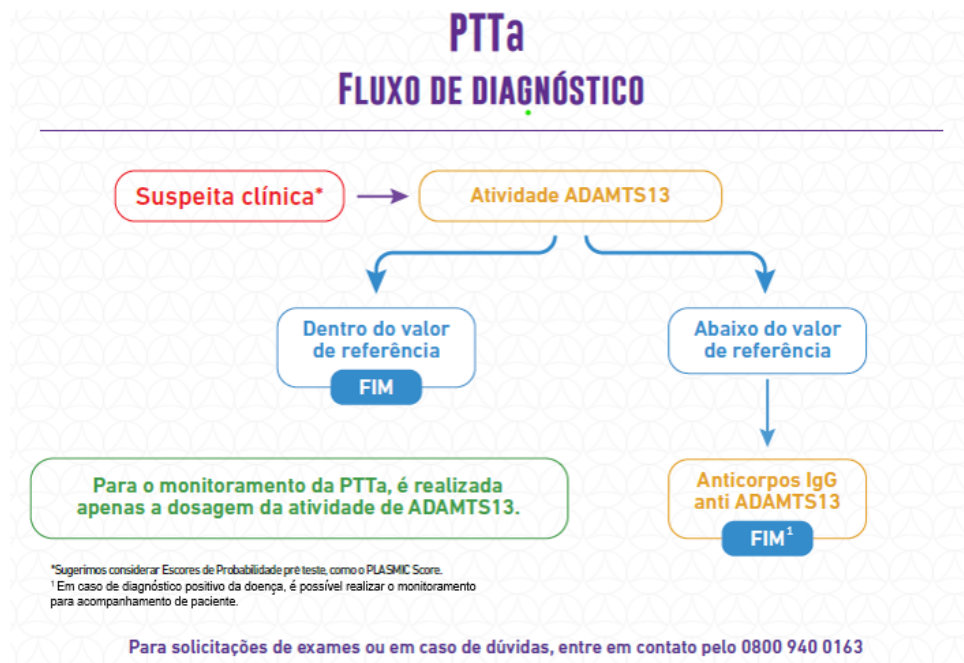 PTTa
FLUXO DE DIAGNÓSTICO
Suspeita clínica*
Atividade ADAMTS13
Dentro do valor
de referência
FIM
Abaixo do valor
de referência
Para o monitoramento da PTTa, é realizada
apenas a dosagem da atividade de ADAMTS13.
Anticorpos IgG
anti ADAMTS13
FIM¹
*Sugerimos considerar Escores de Probabilidade pré teste, como o PLASMIC Score.
¹ Em caso de diagnóstico positivo da doença, é possível realizar o monitoramento
para acompanhamento de paciente.
Para solicitações de exames ou em caso de dúvidas, entre em contato pelo 0800 940 0163